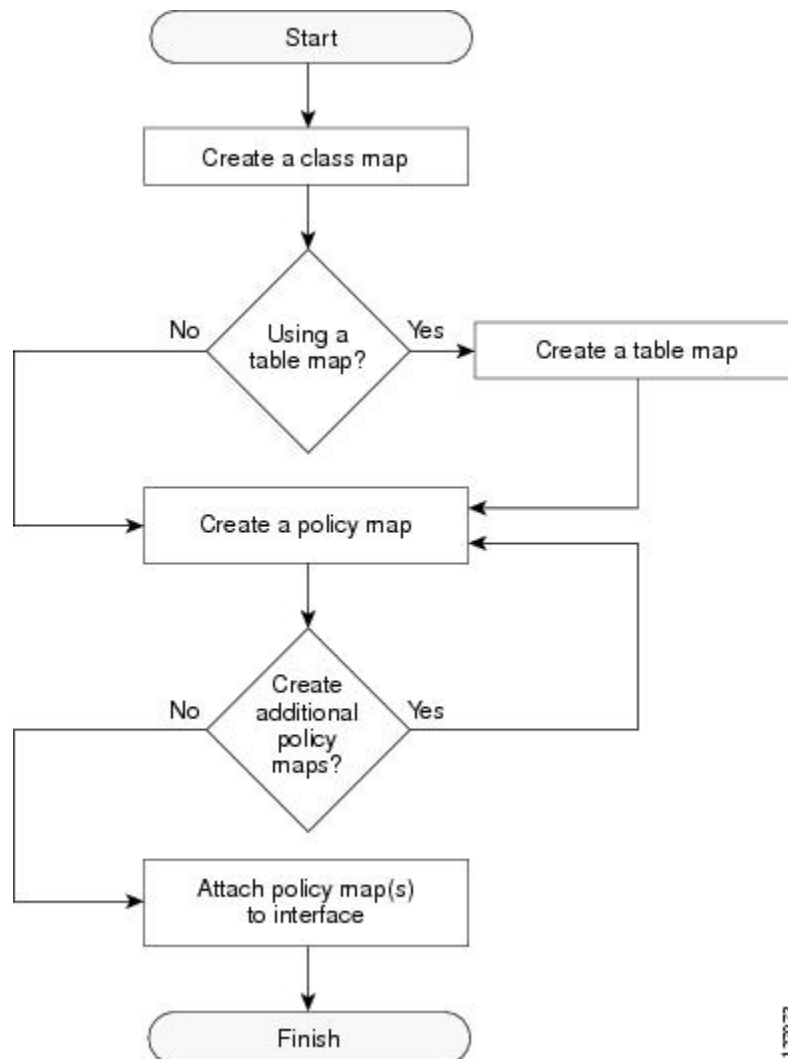 Start
Create a class map
No
Using a
table map?
Yes
Create a table map
Create a policy map
No
Create
additional
policy
maps?
Yes
Attach policy map(s)
to interface
Finish